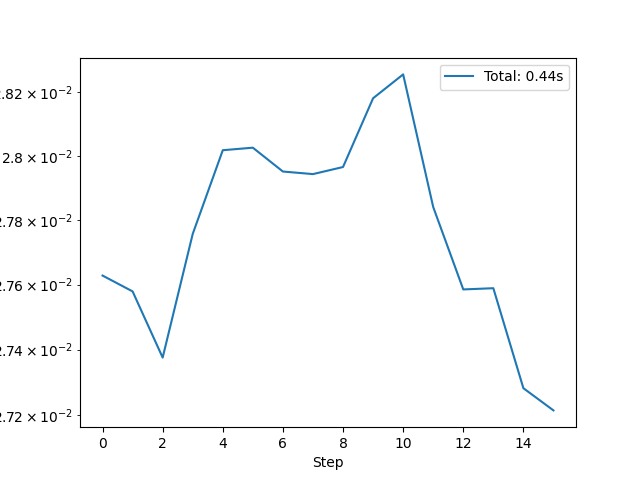 Total: 0.44s
2.82 × 10⁻²
2.8 × 10⁻²
2.78 × 10⁻²
2.76 × 10⁻²
2.74 × 10⁻²
2.72 × 10⁻²
0 2 4 6 8 10 12 14
Step